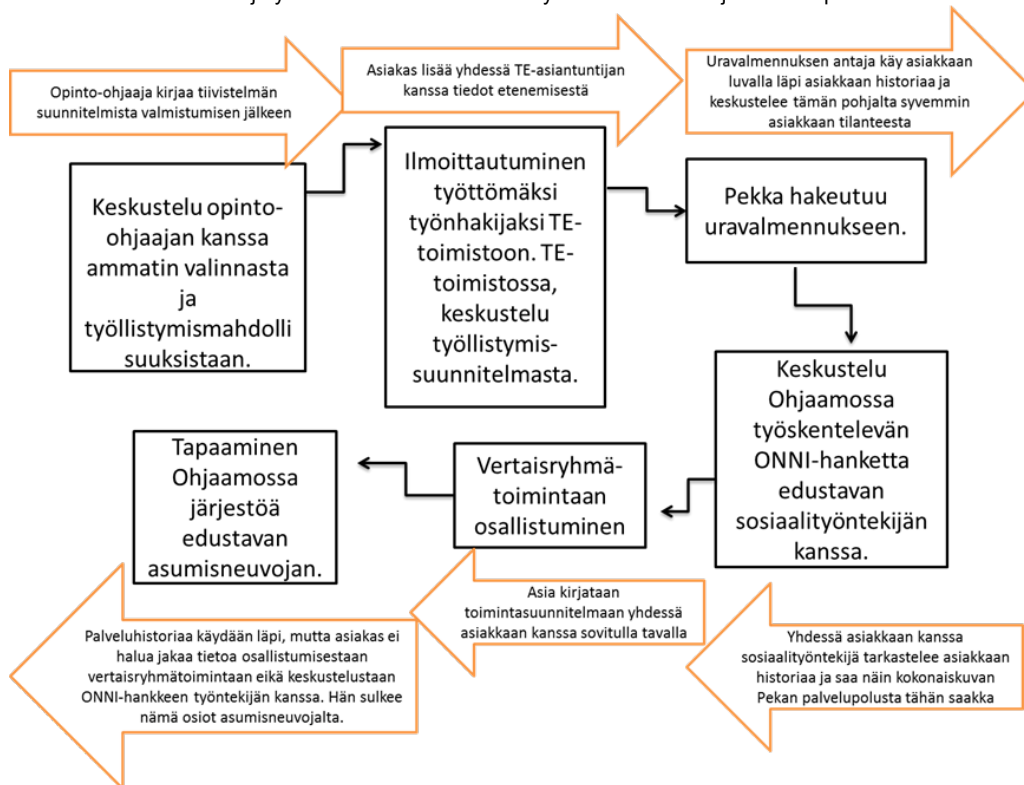 Opinto-ohjaaja kirjaa tiivistelmän
suunnitelmista valmistumisen jälkeen
Asiakas lisää yhdessä TE-asiantuntijan
kanssa tiedot etenemisestä
Uravalmennuksen antaja käy asiakkaan
luvalla läpi asiakkaan historiaa ja
keskustelee tämän pohjalta syvemmin
asiakkaan tilanteesta
Keskustelu opinto-
ohjaajan kanssa
ammatin valinnasta
ja
työllistymismahdolli
suuksistaan.
Ilmoittautuminen
työttömäksi
työnhakijaksi TE-
toimistoon. TE-
toimistossa,
keskustelu
työllistymis-
suunnitelmasta.
Pekka hakeutuu
uravalmennukseen.
Keskustelu
Ohjaamossa
työskentelevän
ONNI-hanketta
edustavan
sosiaalityöntekijän
kanssa.
Vertaisryhmä-
toimintaan
osallistuminen
Tapaaminen
Ohjaamossa
järjestöä
edustavan
asumisneuvojan.
Yhdessä asiakkaan kanssa
sosiaalityöntekijä tarkastelee asiakkaan
historiaa ja saa näin kokonaiskuvan
Pekan palvelupolusta tähän saakka
Asia kirjataan
toimintasuunnitelmaan yhdessä
asiakkaan kanssa sovitulla tavalla
Palveluhistoriaa käydään läpi, mutta asiakas ei
halua jakaa tietoa osallistumisestaan
vertaisryhmätoimintaan eikä keskustelustaan
ONNI-hankkeen työntekijän kanssa. Hän sulkee
nämä osiot asumisneuvojalta.